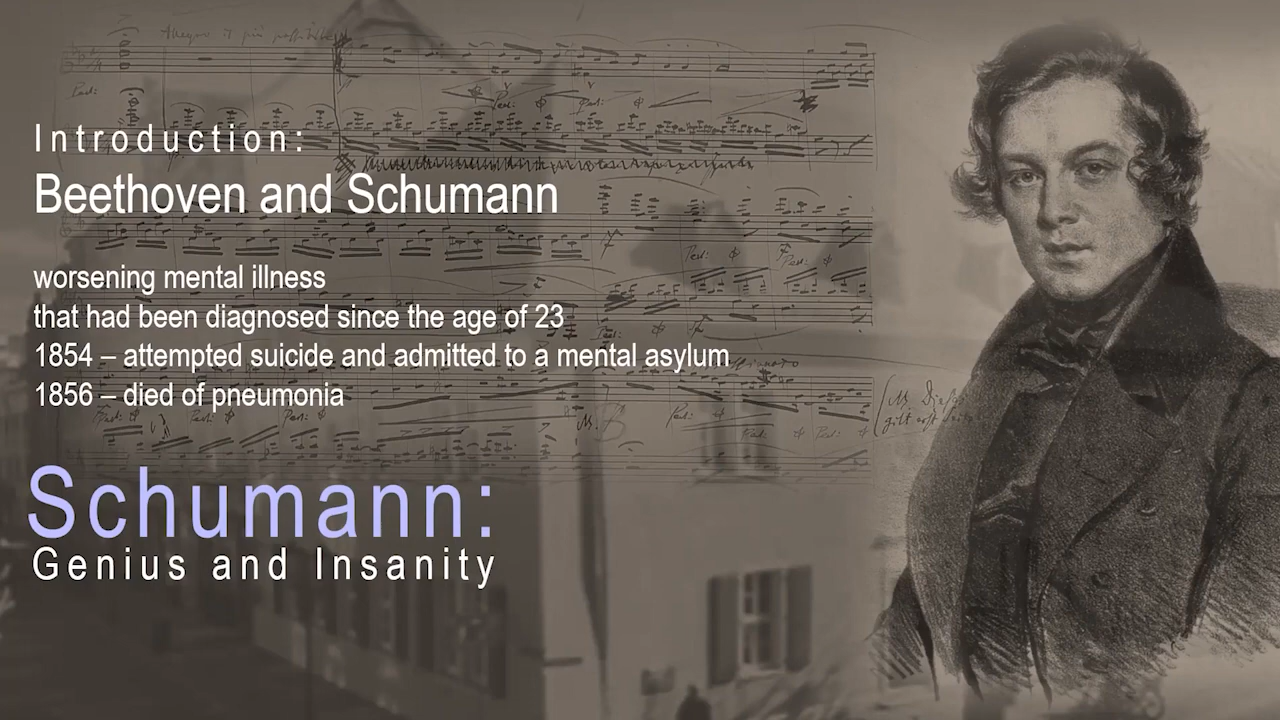 Introduction:
Beethoven and Schumann
worsening mental illness
that had been diagnosed since the age of 23
1854 – attempted suicide and admitted to a mental asylum
1856 – died of pneumonia
Schumann:
Genius and Insanity